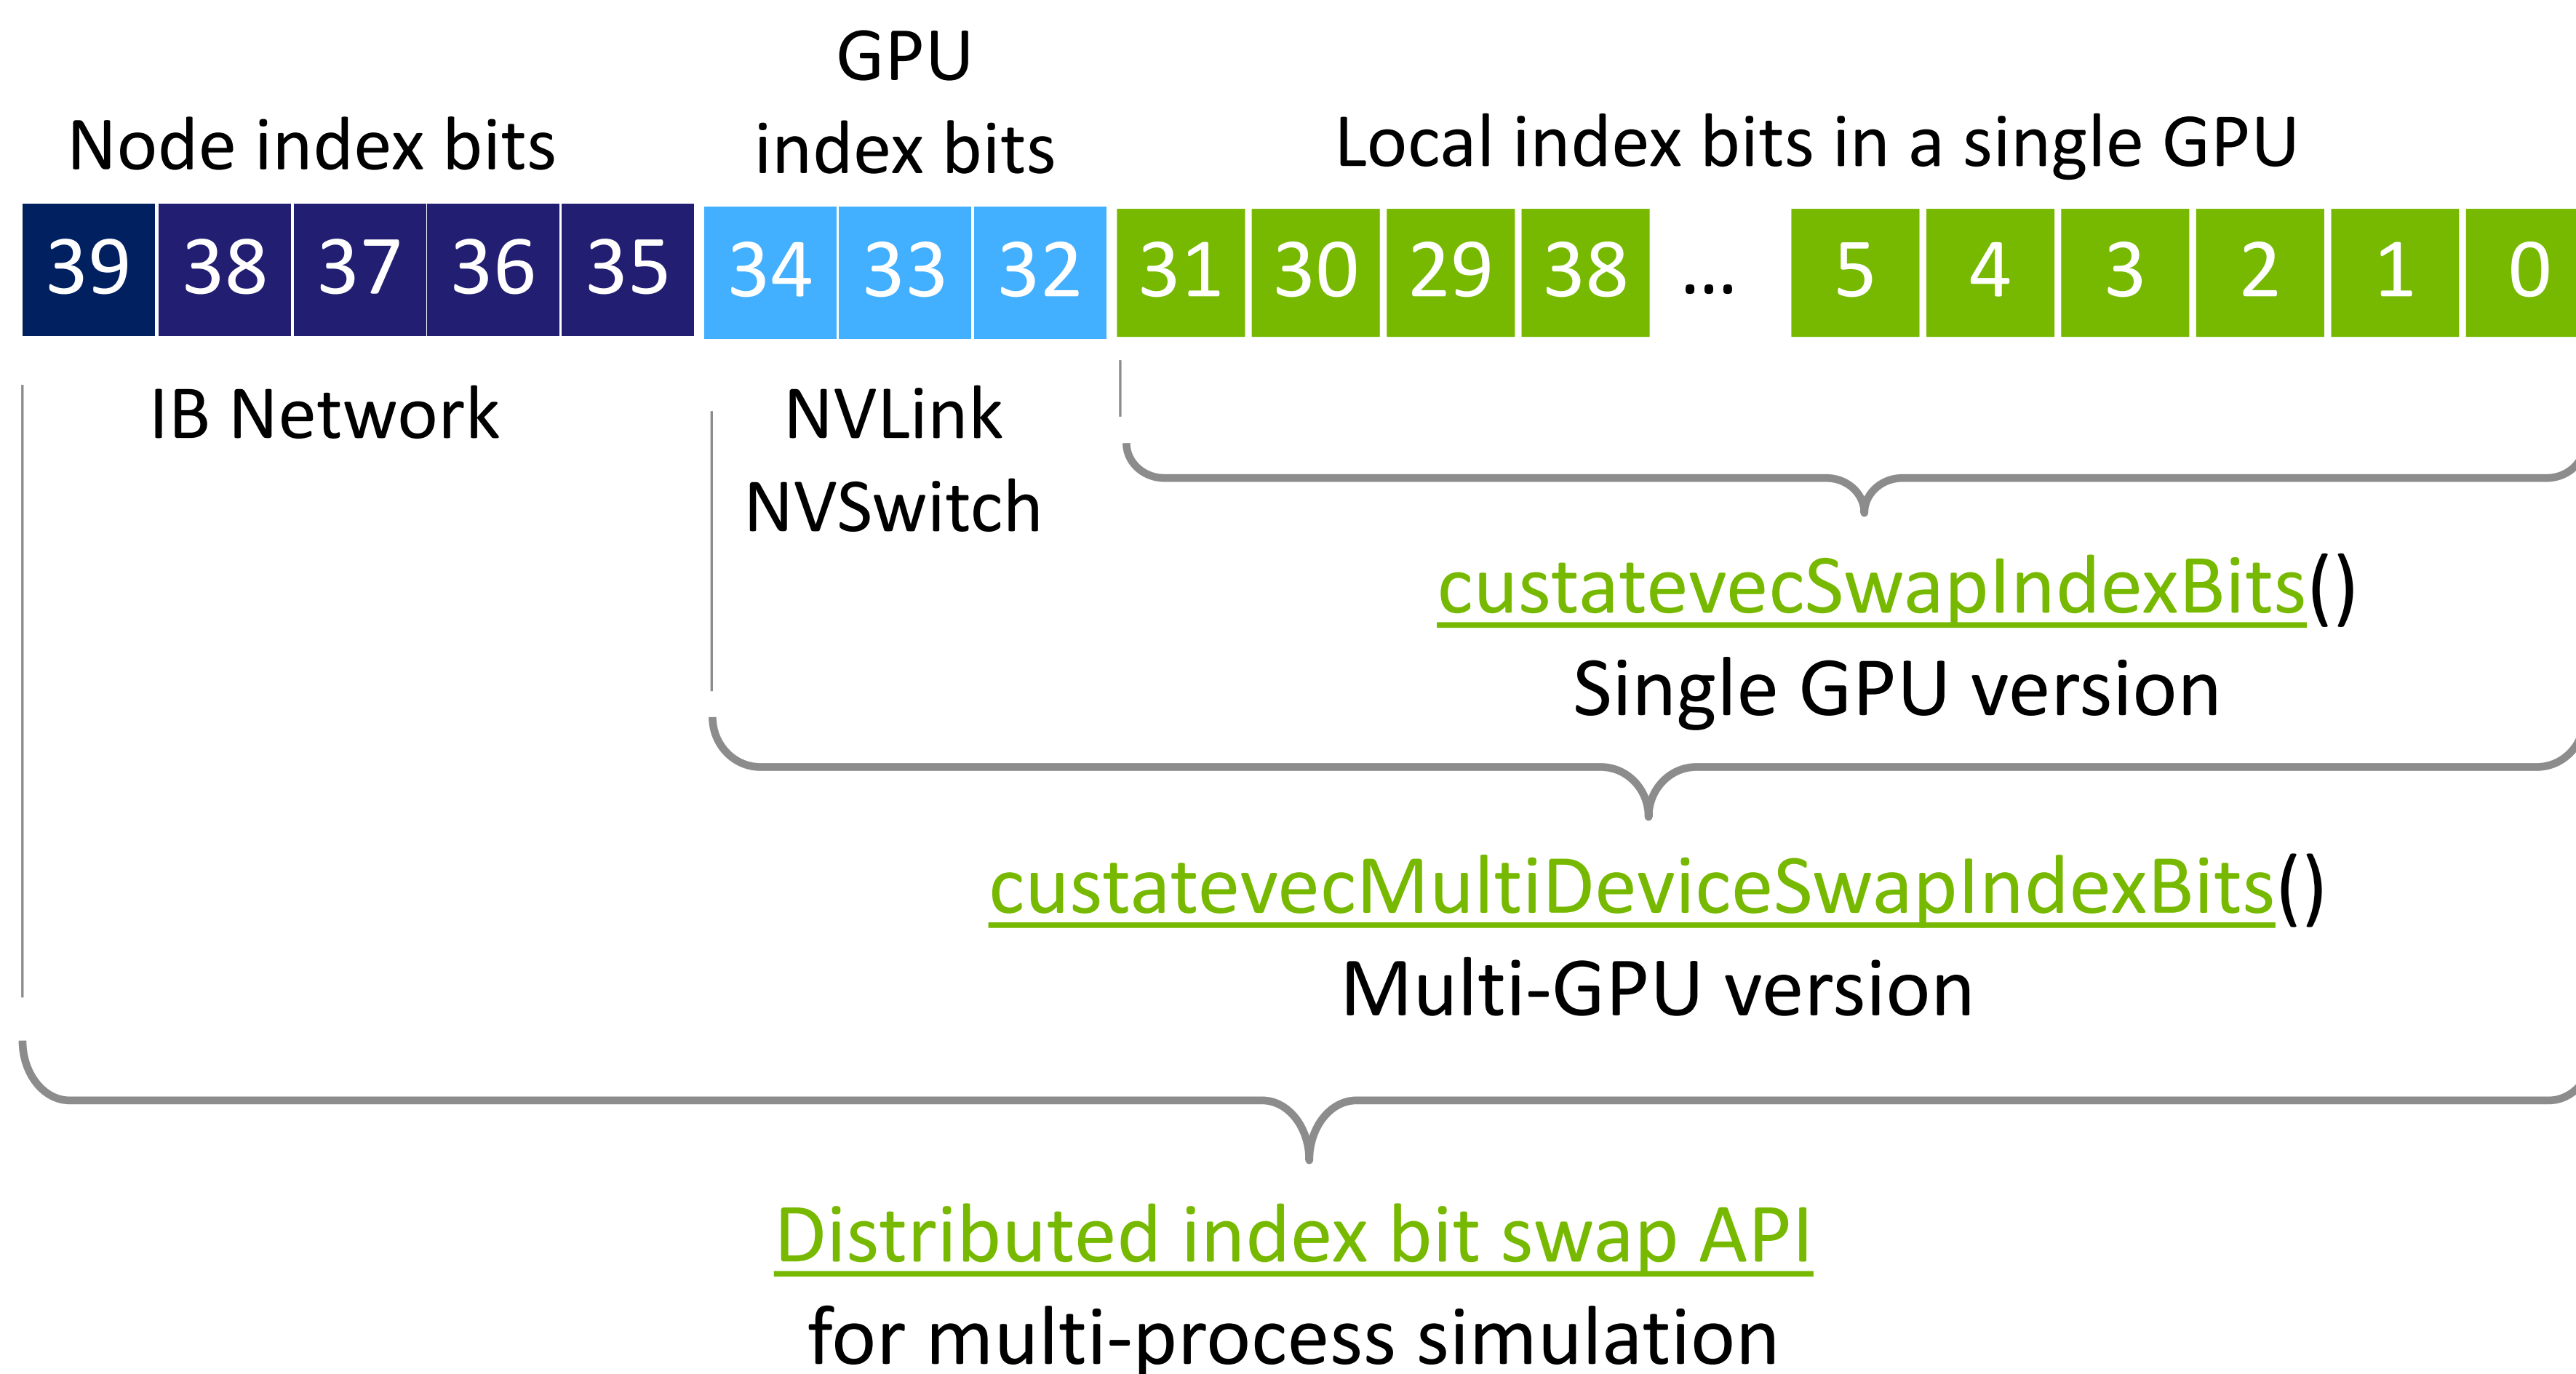 GPU
Node index bits index bits Local index bits in a single GPU
39 38 37 36 35 34 33 32 31 30 29 38 ... 5 4 3 2 1 0
IB Network NVLink
NVSwitch
custatevecSwapIndexBits()
Single GPU version
custatevecMultiDeviceSwapIndexBits()
Multi-GPU version
Distributed index bit swap API
for multi-process simulation